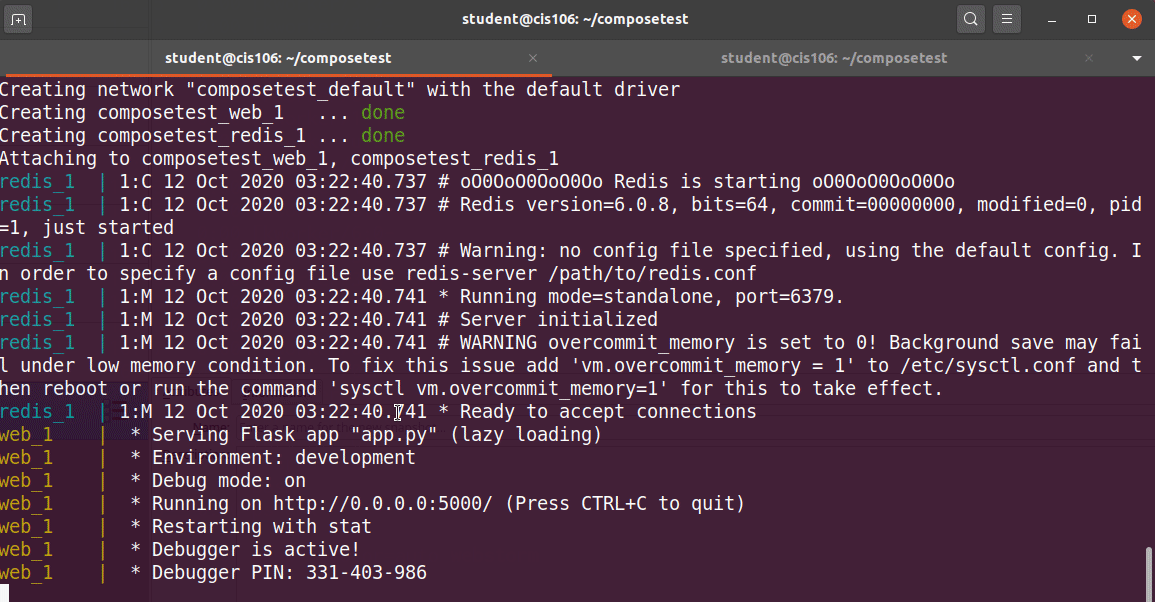 student@cis106: ~/composetest
student@cis106: ~/composetest
student@cis106: ~/composetest
Creating network "composetest_default" with the default driver
Creating composetest_web_1   ... done
Creating composetest_redis_1 ... done
Attaching to composetest_web_1, composetest_redis_1
redis_1  | 1:C 12 Oct 2020 03:22:40.737 # oO0OoO0OoO0Oo Redis is starting oO0OoO0OoO0Oo
redis_1  | 1:C 12 Oct 2020 03:22:40.737 # Redis version=6.0.8, bits=64, commit=00000000, modified=0, pid
=1, just started
redis_1  | 1:C 12 Oct 2020 03:22:40.737 # Warning: no config file specified, using the default config. I
n order to specify a config file use redis-server /path/to/redis.conf
redis_1  | 1:M 12 Oct 2020 03:22:40.741 * Running mode=standalone, port=6379.
redis_1  | 1:M 12 Oct 2020 03:22:40.741 # Server initialized
redis_1  | 1:M 12 Oct 2020 03:22:40.741 # WARNING overcommit_memory is set to 0! Background save may fai
l under low memory condition. To fix this issue add 'vm.overcommit_memory = 1' to /etc/sysctl.conf and t
hen reboot or run the command 'sysctl vm.overcommit_memory=1' for this to take effect.
redis_1  | 1:M 12 Oct 2020 03:22:40.741 * Ready to accept connections
web_1    |  * Serving Flask app "app.py" (lazy loading)
web_1    |  * Environment: development
web_1    |  * Debug mode: on
web_1    |  * Running on http://0.0.0.0:5000/ (Press CTRL+C to quit)
web_1    |  * Restarting with stat
web_1    |  * Debugger is active!
web_1    |  * Debugger PIN: 331-403-986